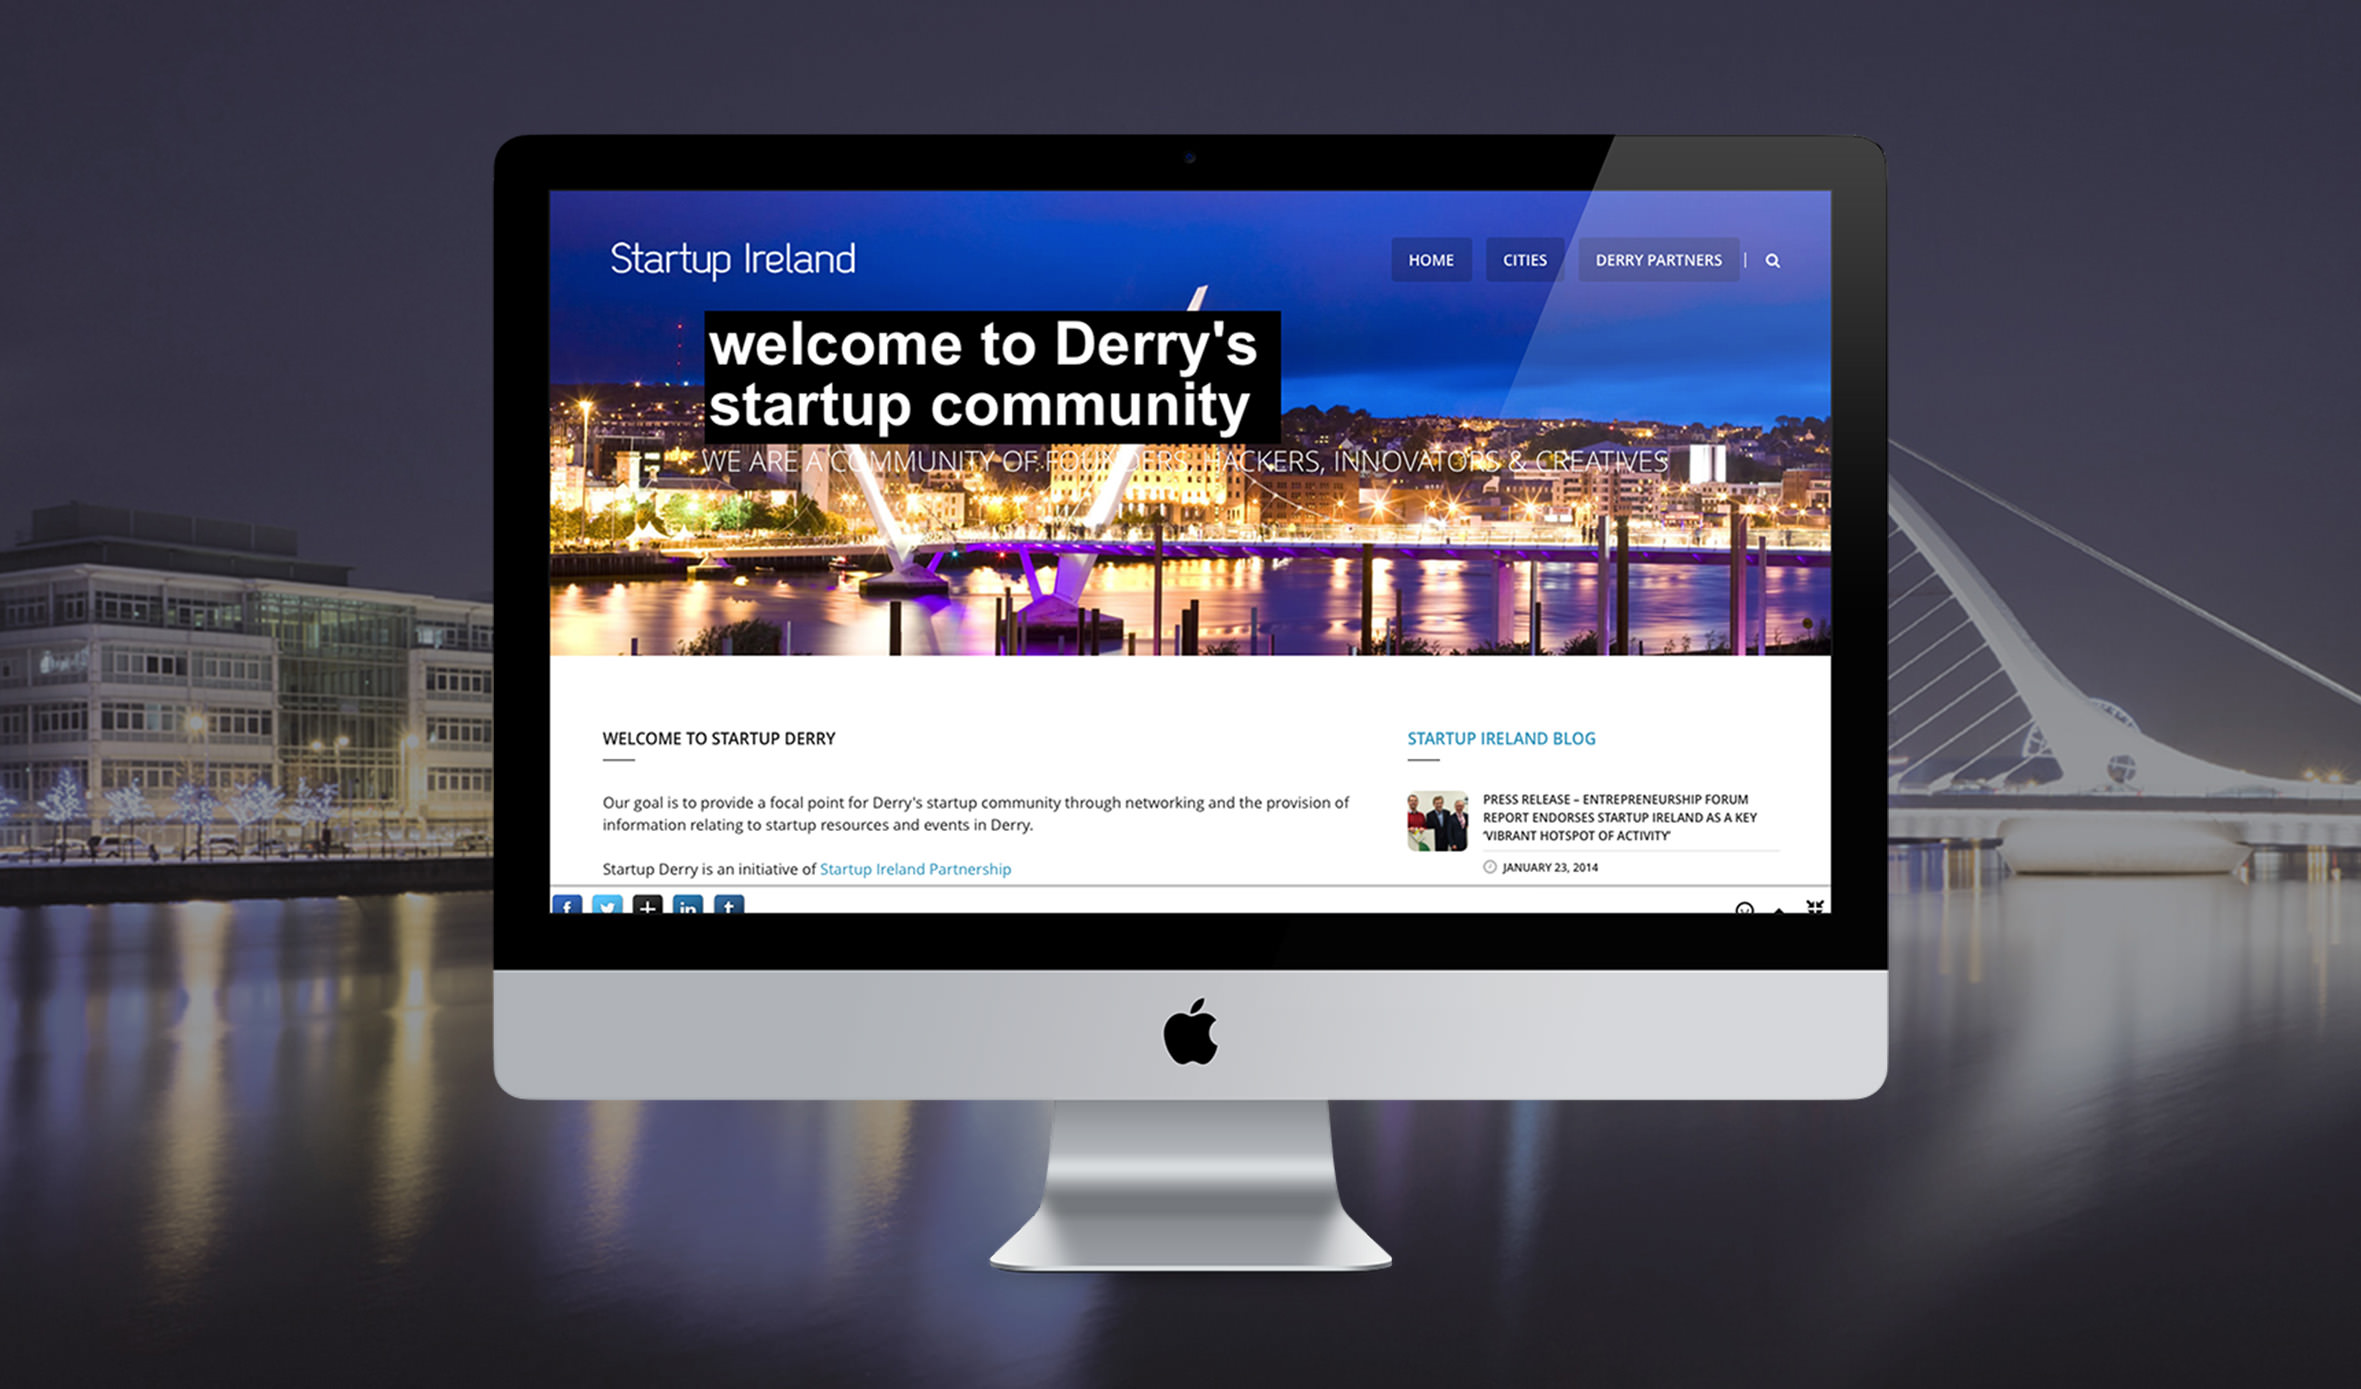 Startup Ireland
HOME
CITIES
DERRY PARTNERS
|
welcome to Derry's
startup community
WE ARE A COMMUNITY OF FOUNDERS, HACKERS, INNOVATORS & CREATIVES
WELCOME TO STARTUP DERRY
Our goal is to provide a focal point for Derry's startup community through networking and the provision of
information relating to startup resources and events in Derry.
Startup Derry is an initiative of Startup Ireland Partnership
STARTUP IRELAND BLOG
PRESS RELEASE – ENTREPRENEURSHIP FORUM
REPORT ENDORSES STARTUP IRELAND AS A KEY
'VIBRANT HOTSPOT OF ACTIVITY'
JANUARY 23, 2014